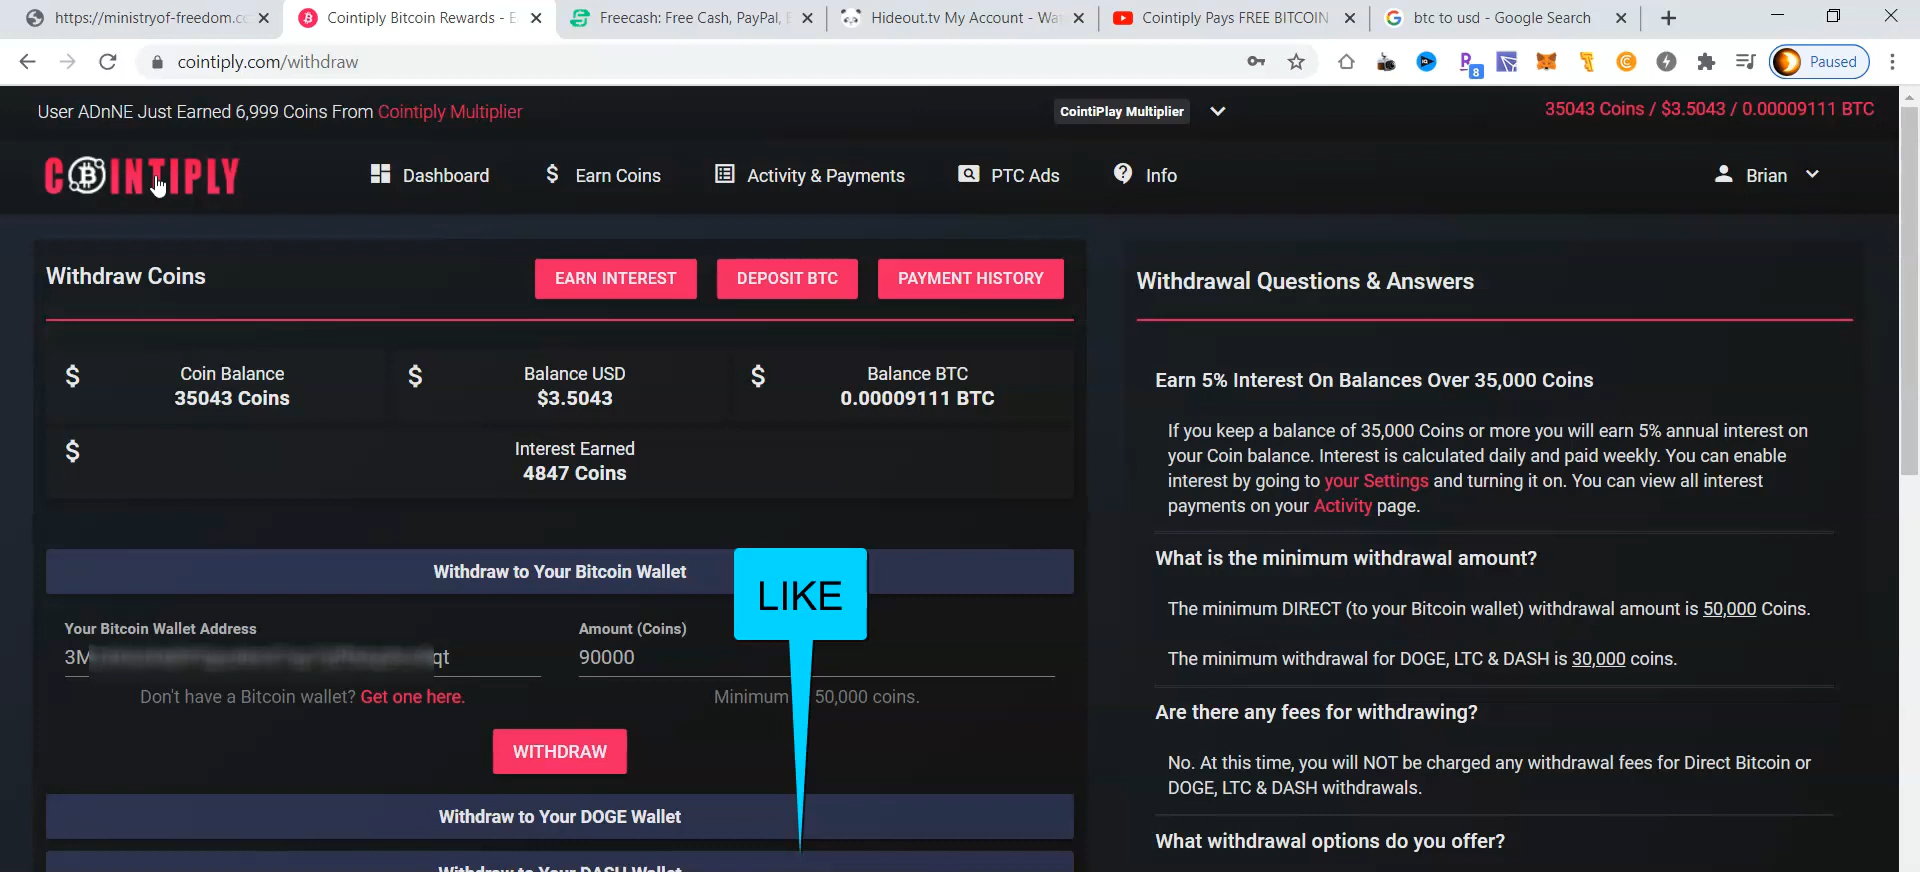 https://ministryof-freedom.cc
Cointiply Bitcoin Rewards - E
Freecash: Free Cash, PayPal, E
Hideout.tv My Account - Wa
Cointiply Pays FREE BITCOIN
btc to usd - Google Search
cointiply.com/withdraw
8
Paused
User ADnNE Just Earned 6,999 Coins From Cointiply Multiplier
CointiPlay Multiplier
35043 Coins / $3.5043 / 0.00009111 BTC
COINTIPLY
Dashboard
Earn Coins
Activity & Payments
PTC Ads
Info
Brian
Withdraw Coins
EARN INTEREST
DEPOSIT BTC
PAYMENT HISTORY
$ Coin Balance
35043 Coins
$ Balance USD
$3.5043
$ Balance BTC
0.00009111 BTC
$ Interest Earned
4847 Coins
Withdraw to Your Bitcoin Wallet
LIKE
Your Bitcoin Wallet Address
3M qt
Don't have a Bitcoin wallet? Get one here.
Amount (Coins)
90000
Minimum 50,000 coins.
WITHDRAW
Withdraw to Your DOGE Wallet
Withdraw to Your DASH Wallet
Withdrawal Questions & Answers
Earn 5% Interest On Balances Over 35,000 Coins
If you keep a balance of 35,000 Coins or more you will earn 5% annual interest on
your Coin balance. Interest is calculated daily and paid weekly. You can enable
interest by going to your Settings and turning it on. You can view all interest
payments on your Activity page.
What is the minimum withdrawal amount?
The minimum DIRECT (to your Bitcoin wallet) withdrawal amount is 50,000 Coins.
The minimum withdrawal for DOGE, LTC & DASH is 30,000 coins.
Are there any fees for withdrawing?
No. At this time, you will NOT be charged any withdrawal fees for Direct Bitcoin or
DOGE, LTC & DASH withdrawals.
What withdrawal options do you offer?